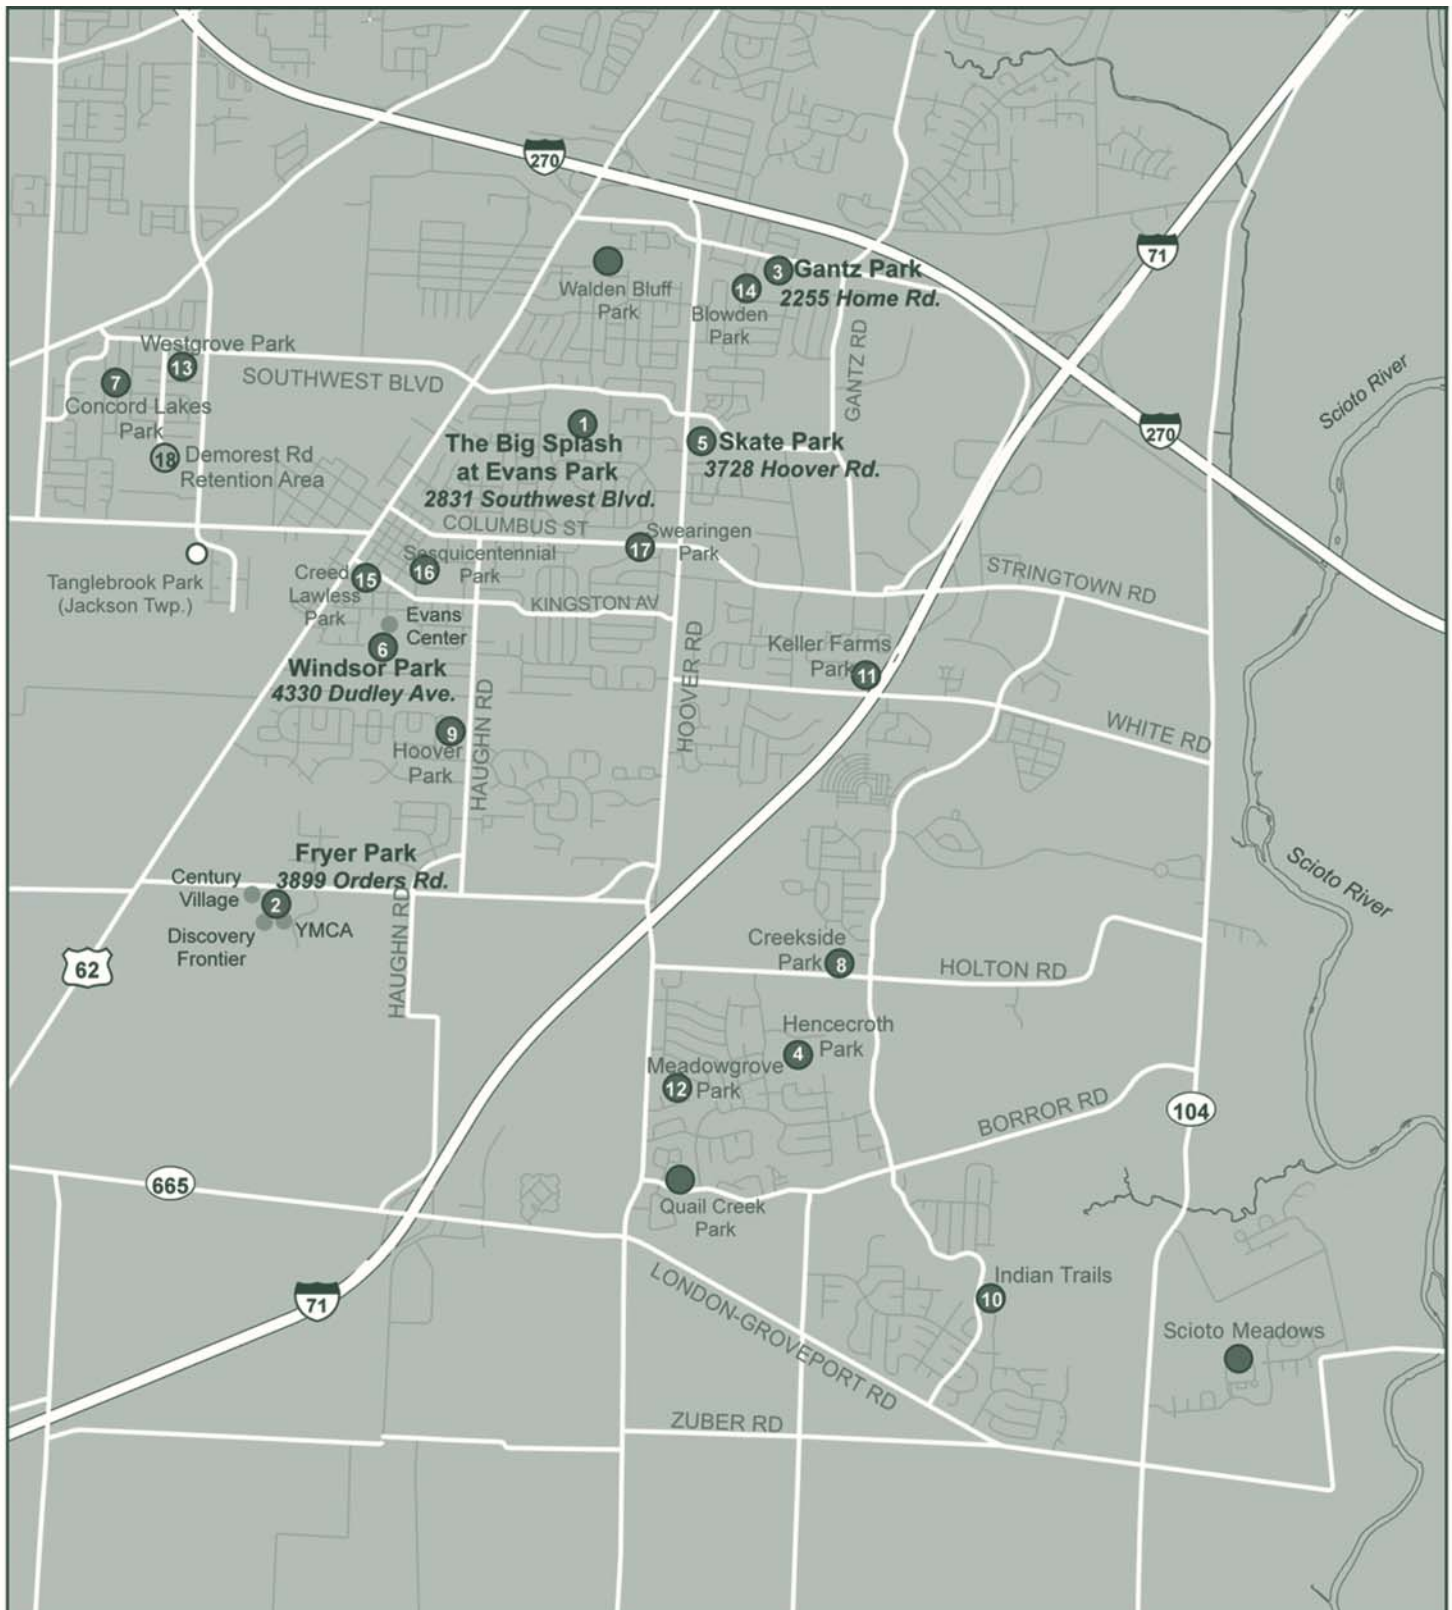 270
71
3
Gantz Park
2255 Home Rd.
Walden Bluff
Park
14
Blowden
Park
GANTZ RD
Westgrove Park
13
SOUTHWEST BLVD
7
Concord Lakes
Park
18
Demorest Rd
Retention Area
1
The Big Splash
at Evans Park
2831 Southwest Blvd.
5
Skate Park
3728 Hoover Rd.
270
Scioto River
COLUMBUS ST
17
Swearingen
Park
Tanglebrook Park
(Jackson Twp.)
Creed
Lawless
Park
15
16
Sesquicentennial
Park
KINGSTON AV
STRINGTOWN RD
Evans
Center
6
Windsor Park
4330 Dudley Ave.
HOOVER RD
Keller Farms
Park
11
HAUGHN RD
WHITE RD
9
Hoover
Park
Fryer Park
3899 Orders Rd.
Century
Village
2
YMCA
Discovery
Frontier
HAUGHN RD
62
Scioto River
Creekside
Park
8
HOLTON RD
Hencecroth
Park
4
Meadowgrove
Park
12
BORROR RD
104
665
Quail Creek
Park
71
LONDON-GROVEPORT RD
Indian Trails
10
Scioto Meadows
ZUBER RD